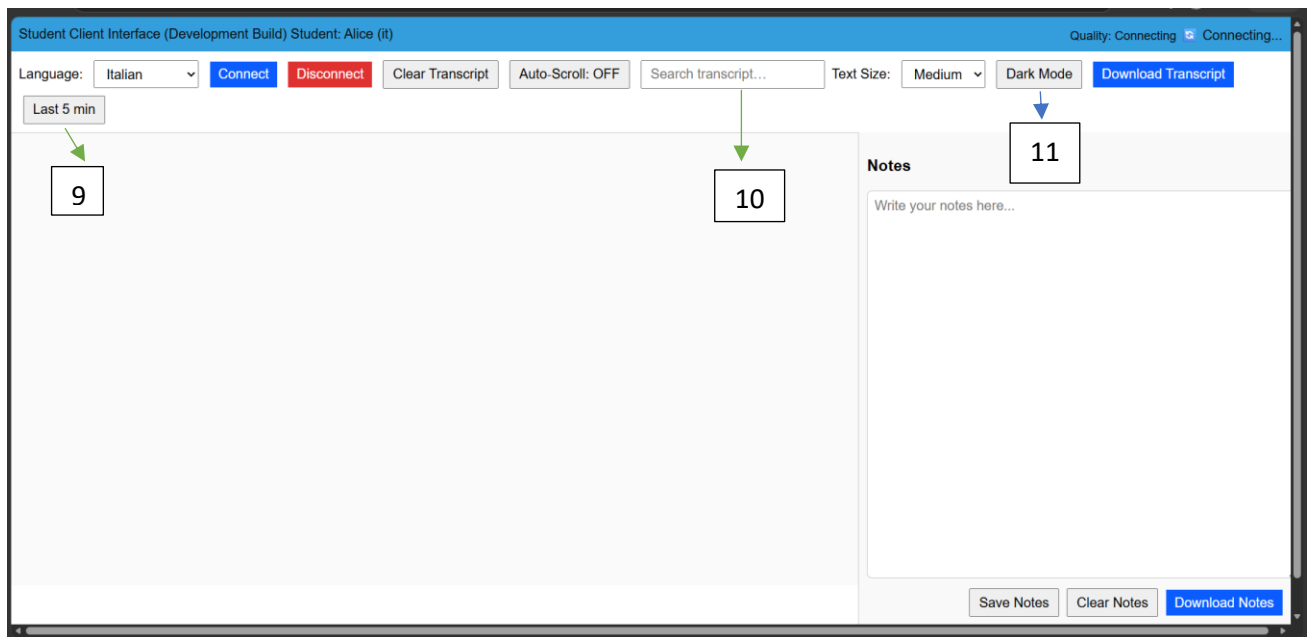 Student Client Interface (Development Build) Student: Alice (it) Quality: Connecting Connecting...
Language: Italian Connect Disconnect Clear Transcript Auto-Scroll: OFF Search transcript... Text Size: Medium Dark Mode Download Transcript
Last 5 min
9
10
11
Notes
Write your notes here...
Save Notes Clear Notes Download Notes